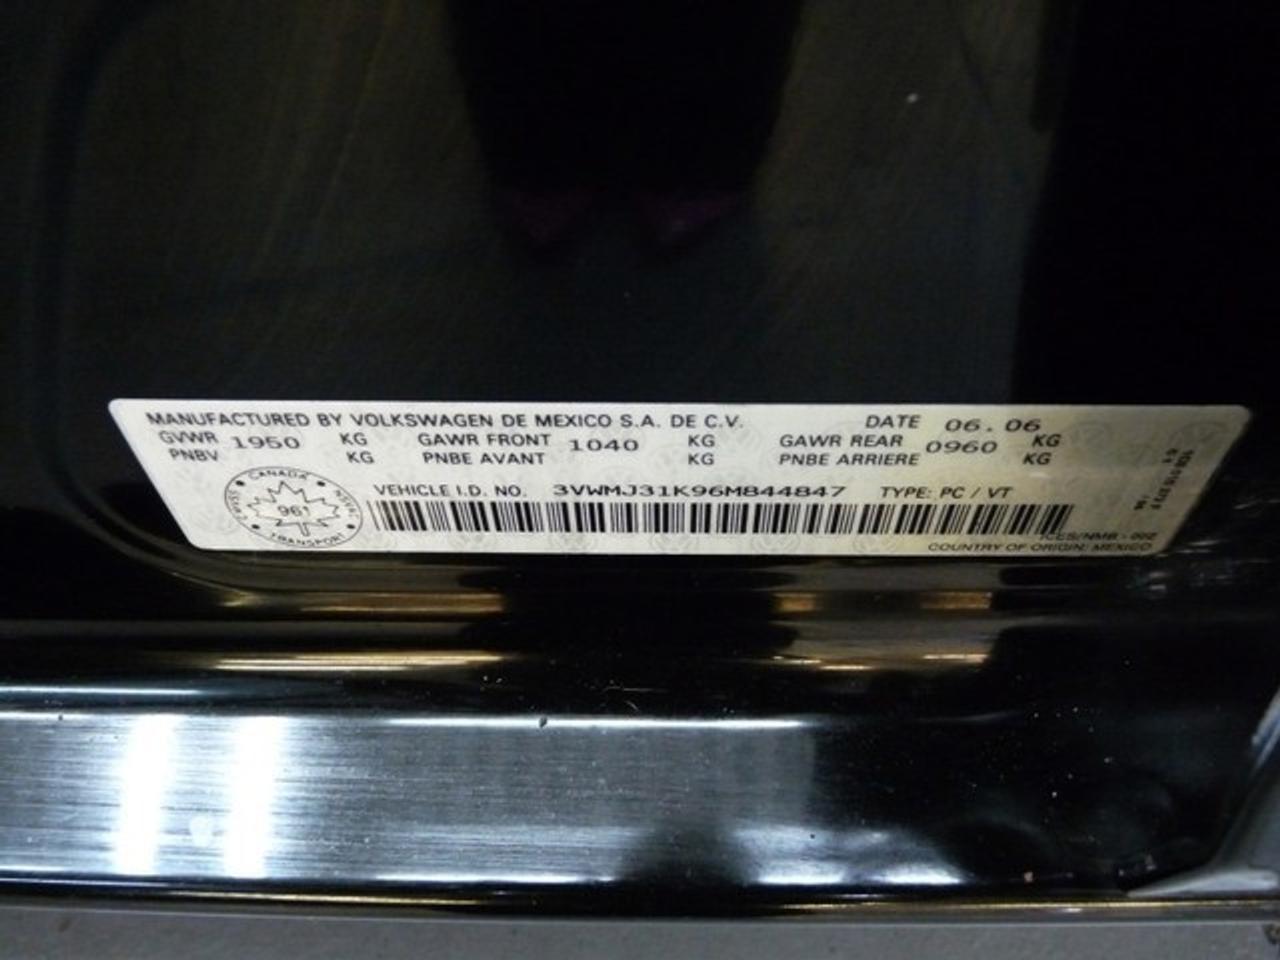 MANUFACTURED BY VOLKSWAGEN DE MEXICO S.A. DE C.V. DATE 06.06
GVWR 1950 KG GAWR FRONT 1040 KG GAWR REAR 0960 KG
PNBV KG PNBE AVANT KG PNBE ARRIERE KG
CANADA
961
TRANSPORT
VEHICLE I.D. NO. 3VWMJ31K96M844847 TYPE: PC / VT
ICES/NMB - 002
COUNTRY OF ORIGIN: MEXICO